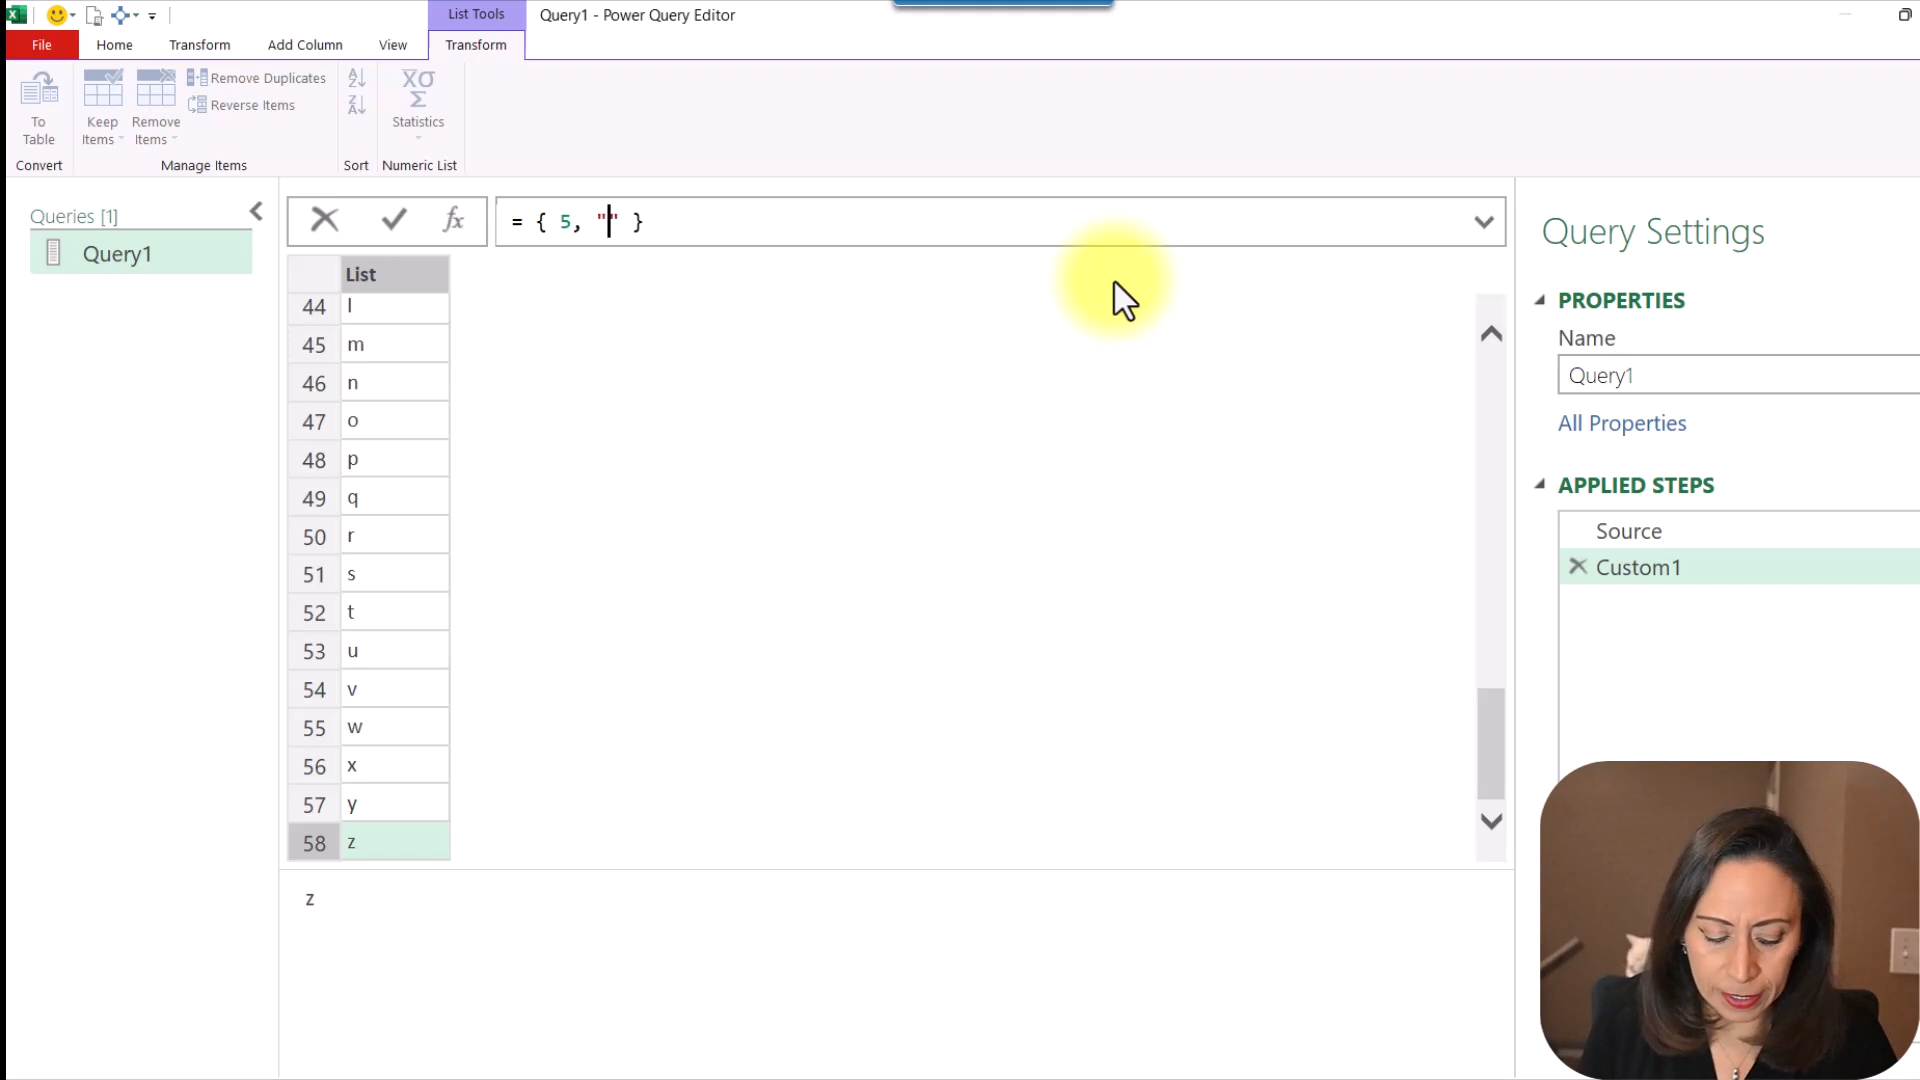 List Tools
Query1 - Power Query Editor
File
Home
Transform
Add Column
View
Transform
To
Table
Keep
Items
Remove
Items
Remove Duplicates
Reverse Items
A
Z
Z
A
Statistics
Convert
Manage Items
Sort
Numeric List
Queries [1]
Query1
fx
= { 5, "" }
List
44 l
45 m
46 n
47 o
48 p
49 q
50 r
51 s
52 t
53 u
54 v
55 w
56 x
57 y
58 z
z
Query Settings
PROPERTIES
Name
Query1
All Properties
APPLIED STEPS
Source
Custom1